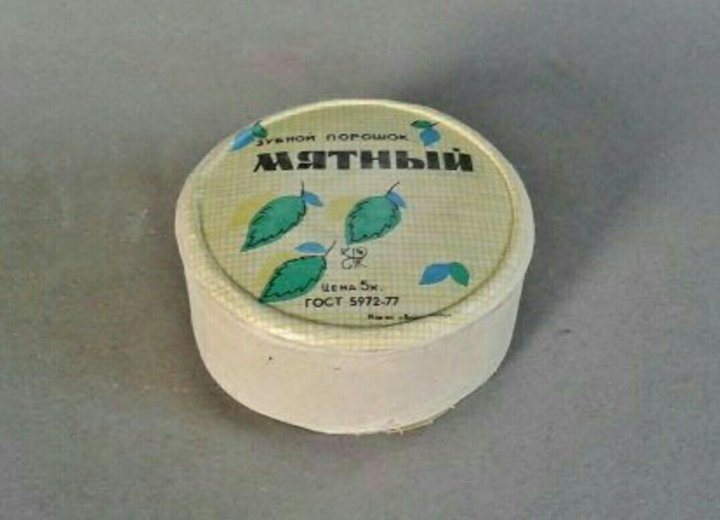 ЗУБНОЙ ПОРОШОК
МЯТНЫЙ
ЦЕНА 5К.
ГОСТ 5972-77